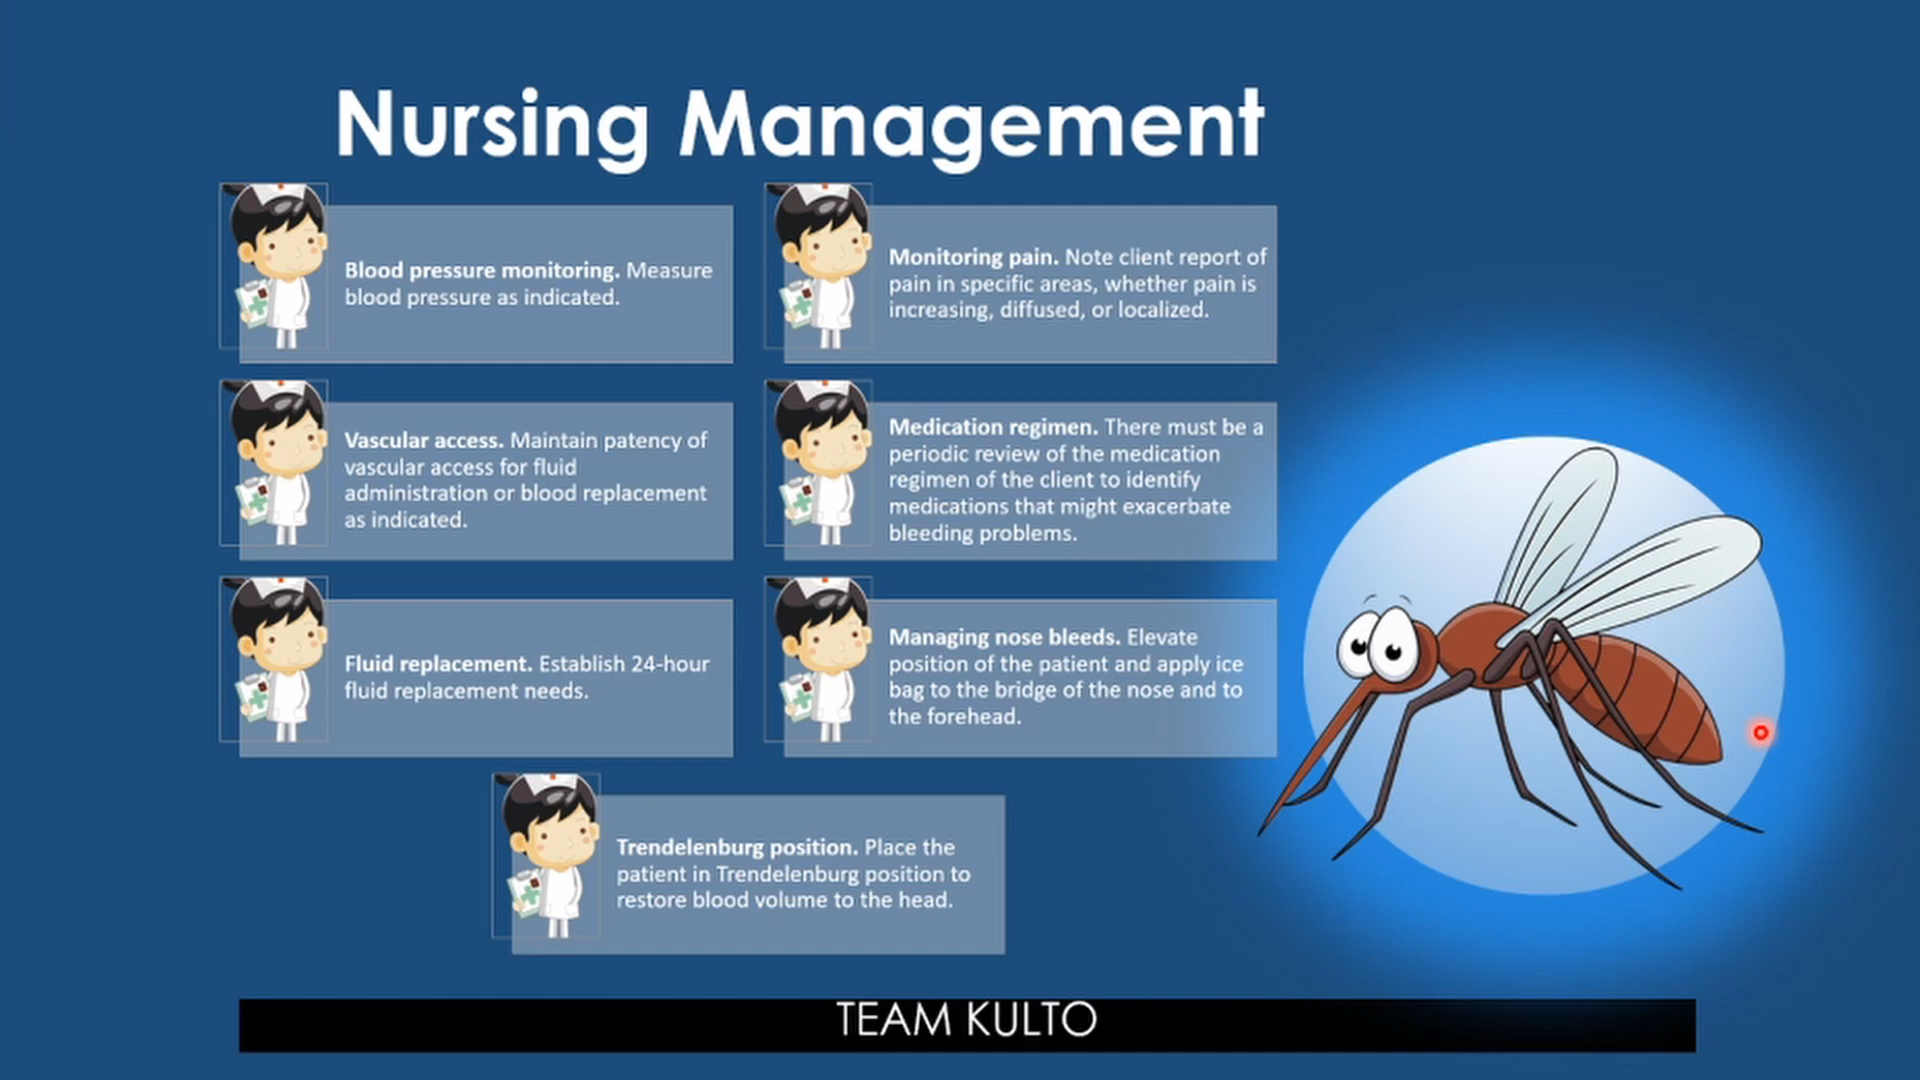 Nursing Management
Blood pressure monitoring. Measure
blood pressure as indicated.
Monitoring pain. Note client report of
pain in specific areas, whether pain is
increasing, diffused, or localized.
Vascular access. Maintain patency of
vascular access for fluid
administration or blood replacement
as indicated.
Medication regimen. There must be a
periodic review of the medication
regimen of the client to identify
medications that might exacerbate
bleeding problems.
Fluid replacement. Establish 24-hour
fluid replacement needs.
Managing nose bleeds. Elevate
position of the patient and apply ice
bag to the bridge of the nose and to
the forehead.
Trendelenburg position. Place the
patient in Trendelenburg position to
restore blood volume to the head.
TEAM KULTO